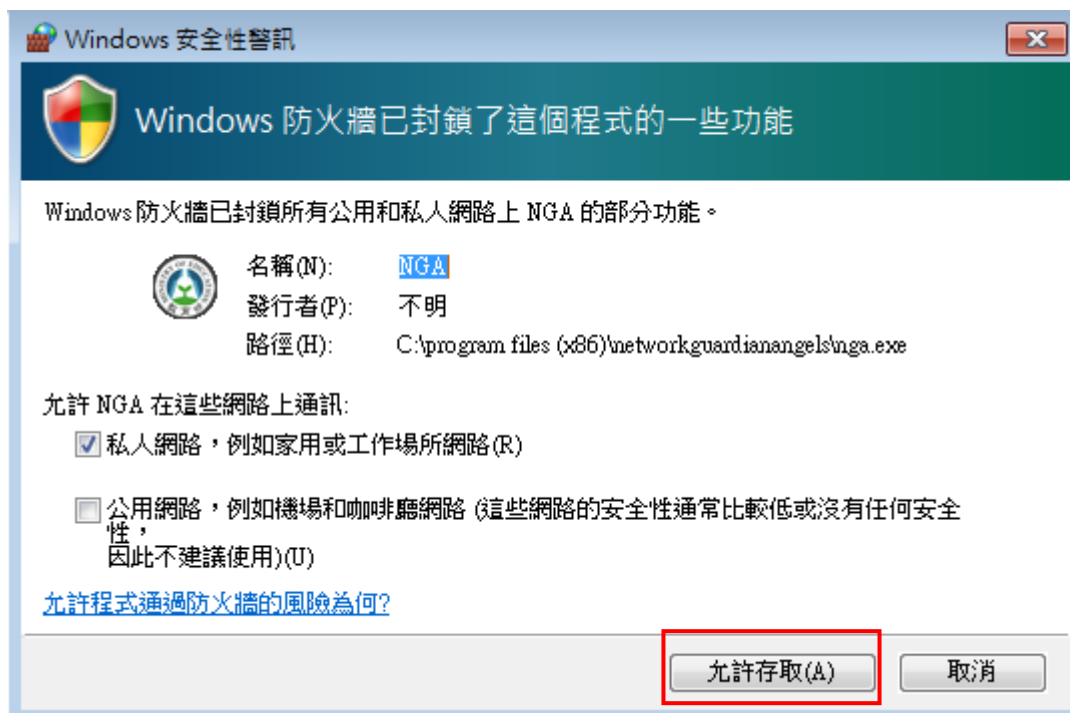 Windows 安全性警訊
Windows 防火牆已封鎖了這個程式的一些功能
Windows 防火牆已封鎖所有公用和私人網路上 NGA 的部分功能。
名稱(N): NGA
發行者(P): 不明
路徑(H): C:\program files (x86)\networkguardianangels\nga.exe
允許 NGA 在這些網路上通訊:
私人網路，例如家用或工作場所網路(R)
公用網路，例如機場和咖啡廳網路 (這些網路的安全性通常比較低或沒有任何安全
性，
因此不建議使用)(U)
允許程式通過防火牆的風險為何?
允許存取(A) 取消